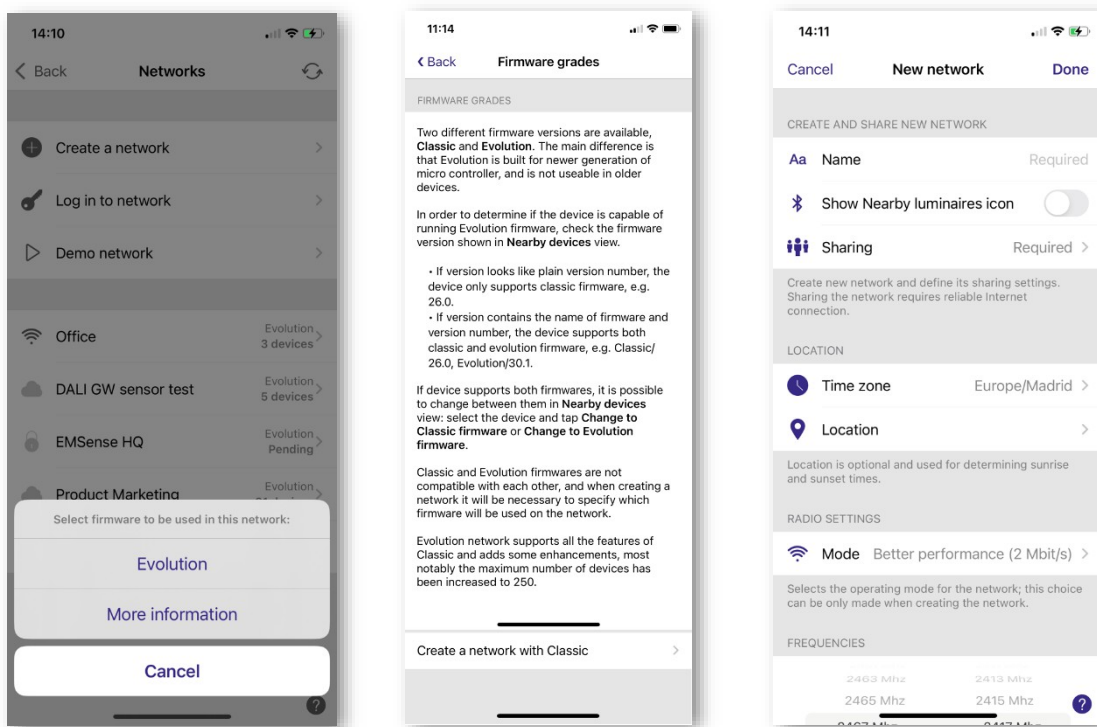 14:10
Back Networks
Create a network
Log in to network
Demo network
Office Evolution
3 devices
DALI GW sensor test Evolution
5 devices
EMSense HQ Evolution
Pending
Product Marketing Evolution
Select firmware to be used in this network:
Evolution
More information
Cancel
?
11:14
Back Firmware grades
FIRMWARE GRADES
Two different firmware versions are available,
Classic and Evolution. The main difference is
that Evolution is built for newer generation of
micro controller, and is not useable in older
devices.
In order to determine if the device is capable of
running Evolution firmware, check the firmware
version shown in Nearby devices view.
• If version looks like plain version number, the
device only supports classic firmware, e.g.
26.0.
• If version contains the name of firmware and
version number, the device supports both
classic and evolution firmware, e.g. Classic/
26.0, Evolution/30.1.
If device supports both firmwares, it is possible
to change between them in Nearby devices
view: select the device and tap Change to
Classic firmware or Change to Evolution
firmware.
Classic and Evolution firmwares are not
compatible with each other, and when creating a
network it will be necessary to specify which
firmware will be used on the network.
Evolution network supports all the features of
Classic and adds some enhancements, most
notably the maximum number of devices has
been increased to 250.
Create a network with Classic
14:11
Cancel New network Done
CREATE AND SHARE NEW NETWORK
Aa Name Required
Show Nearby luminaires icon
Sharing Required
Create new network and define its sharing settings.
Sharing the network requires reliable Internet
connection.
LOCATION
Time zone Europe/Madrid
Location
Location is optional and used for determining sunrise
and sunset times.
RADIO SETTINGS
Mode Better performance (2 Mbit/s)
Selects the operating mode for the network; this choice
can be only made when creating the network.
FREQUENCIES
2463 Mhz 2413 Mhz
2465 Mhz 2415 Mhz
2467 Mhz 2417 Mhz
?